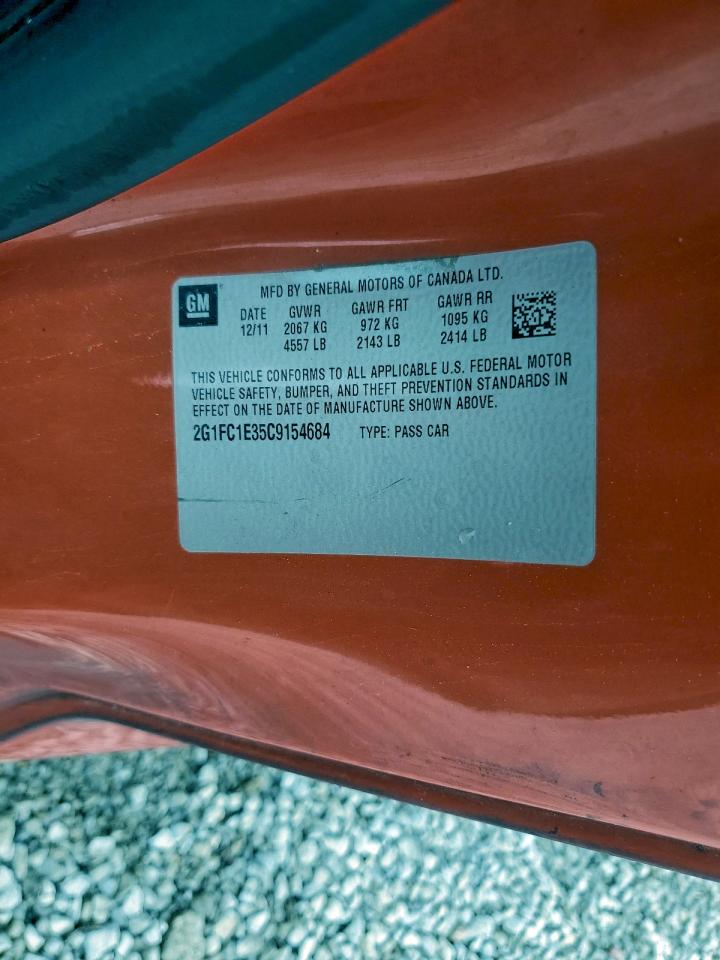 GM
MFD BY GENERAL MOTORS OF CANADA LTD.
DATE GVWR GAWR FRT GAWR RR
12/11 2067 KG 972 KG 1095 KG
4557 LB 2143 LB 2414 LB
THIS VEHICLE CONFORMS TO ALL APPLICABLE U.S. FEDERAL MOTOR
VEHICLE SAFETY, BUMPER, AND THEFT PREVENTION STANDARDS IN
EFFECT ON THE DATE OF MANUFACTURE SHOWN ABOVE.
2G1FC1E35C9154684 TYPE: PASS CAR